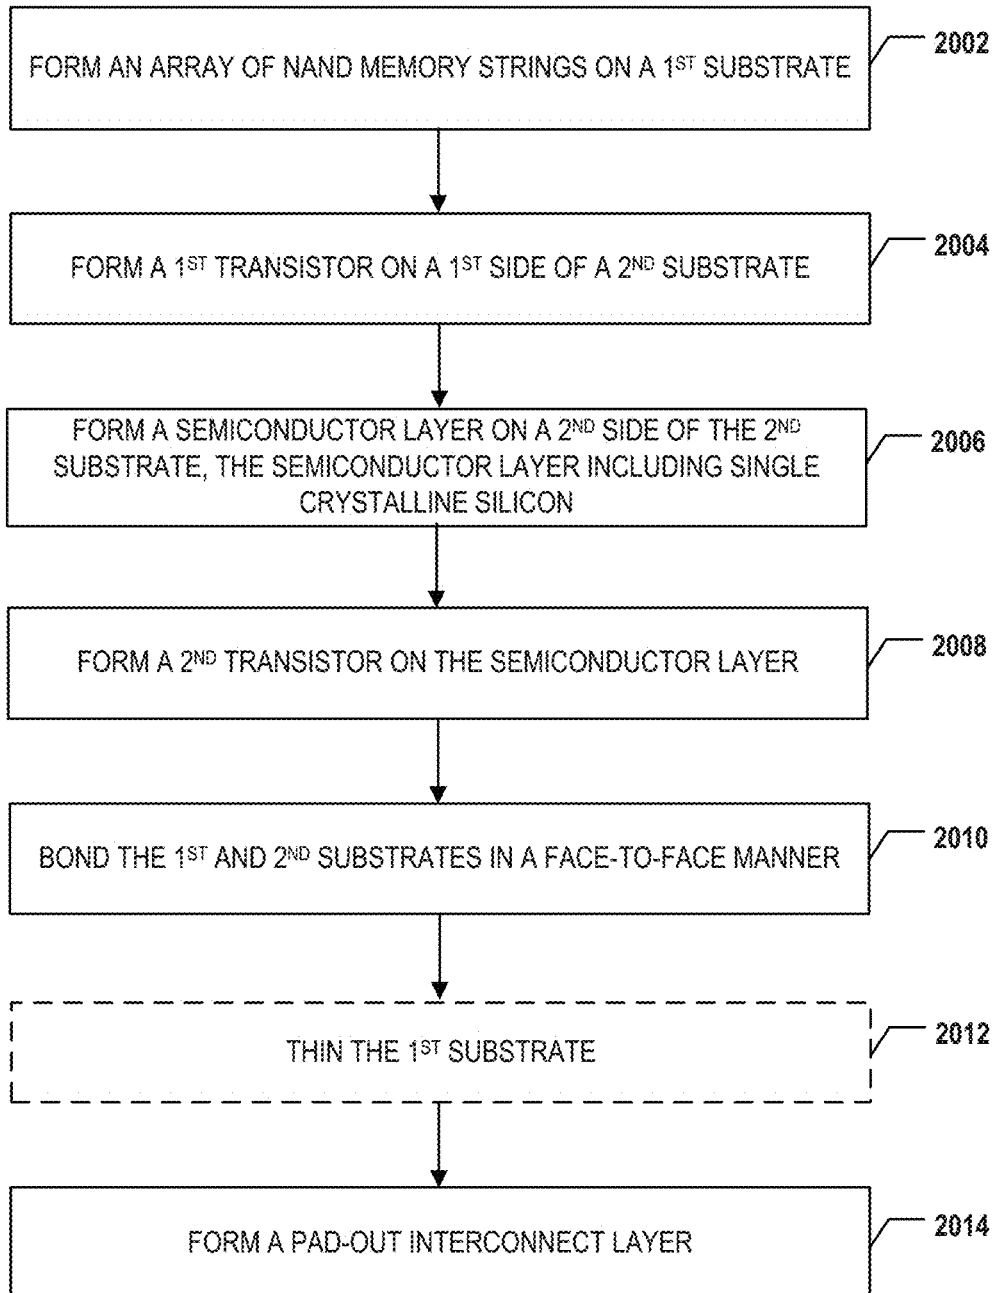 FORM AN ARRAY OF NAND MEMORY STRINGS ON A 1ST SUBSTRATE
2002
FORM A 1ST TRANSISTOR ON A 1ST SIDE OF A 2ND SUBSTRATE
2004
FORM A SEMICONDUCTOR LAYER ON A 2ND SIDE OF THE 2ND
SUBSTRATE, THE SEMICONDUCTOR LAYER INCLUDING SINGLE
CRYSTALLINE SILICON
2006
FORM A 2ND TRANSISTOR ON THE SEMICONDUCTOR LAYER
2008
BOND THE 1ST AND 2ND SUBSTRATES IN A FACE-TO-FACE MANNER
2010
THIN THE 1ST SUBSTRATE
2012
FORM A PAD-OUT INTERCONNECT LAYER
2014